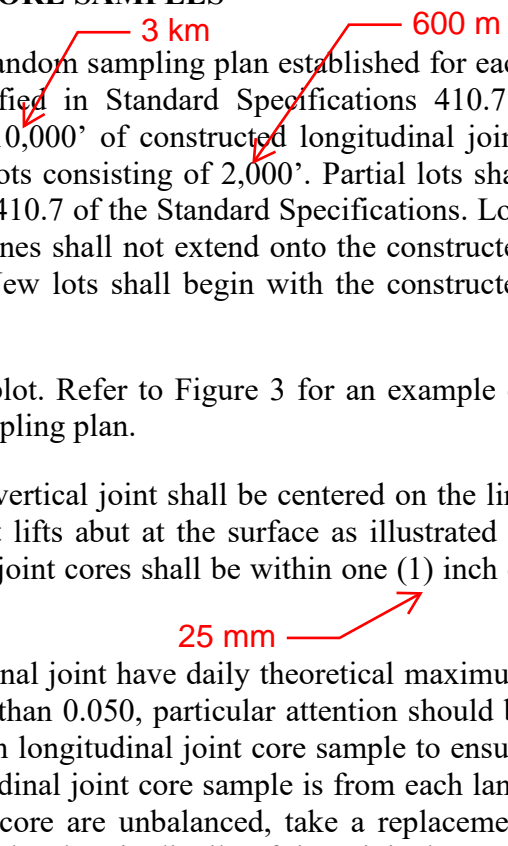 ORE SAMPLES
3 km
600 m
andom sampling plan established for eac
fied in Standard Specifications 410.7
0,000’ of constructed longitudinal join
ots consisting of 2,000’. Partial lots sha
410.7 of the Standard Specifications. Lo
nes shall not extend onto the constructe
New lots shall begin with the constructe
plot. Refer to Figure 3 for an example
pling plan.
vertical joint shall be centered on the lin
t lifts abut at the surface as illustrated
joint cores shall be within one (1) inch
25 mm
nal joint have daily theoretical maximu
than 0.050, particular attention should b
n longitudinal joint core sample to ensu
dinal joint core sample is from each lan
core are unbalanced, take a replaceme